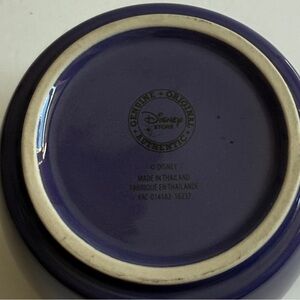 GENUINE • ORIGINAL
Disney
STORE
AUTHENTIC
© DISNEY
MADE IN THAILAND
FABRIQUÉ EN THAÏLANDE